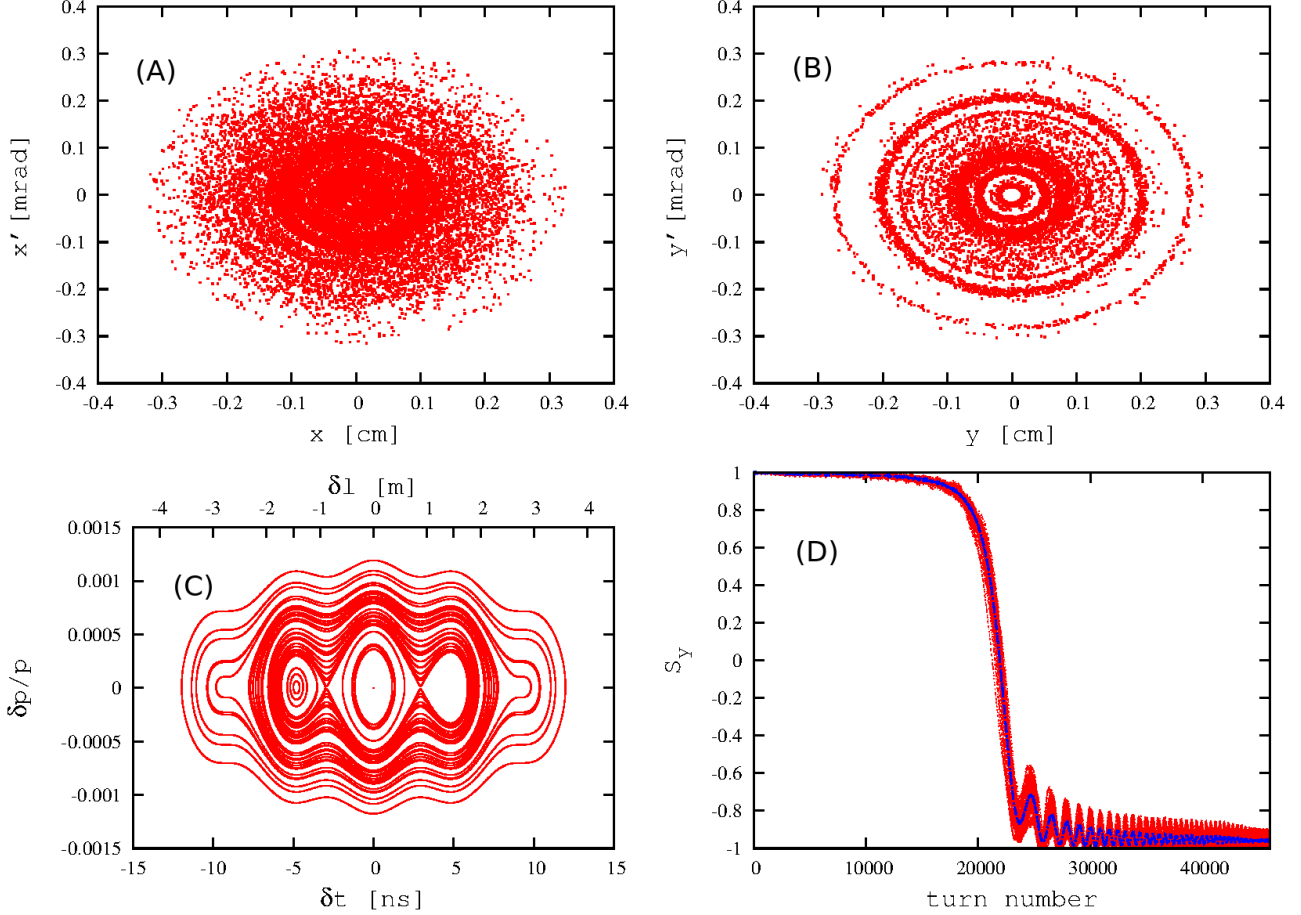 (A)
0.4
0.3
0.2
0.1
0
-0.1
-0.2
-0.3
-0.4
x′[mrad]
-0.4 -0.3 -0.2 -0.1 0 0.1 0.2 0.3 0.4
x [cm]
(B)
0.4
0.3
0.2
0.1
0
-0.1
-0.2
-0.3
-0.4
y′[mrad]
-0.4 -0.3 -0.2 -0.1 0 0.1 0.2 0.3 0.4
y [cm]
δl [m]
-4 -3 -2 -1 0 1 2 3 4
(C)
0.0015
0.001
0.0005
0
-0.0005
-0.001
-0.0015
δp/p
-15 -10 -5 0 5 10 15
δt [ns]
(D)
1
0.8
0.6
0.4
0.2
0
-0.2
-0.4
-0.6
-0.8
-1
Sy
0 10000 20000 30000 40000
turn number